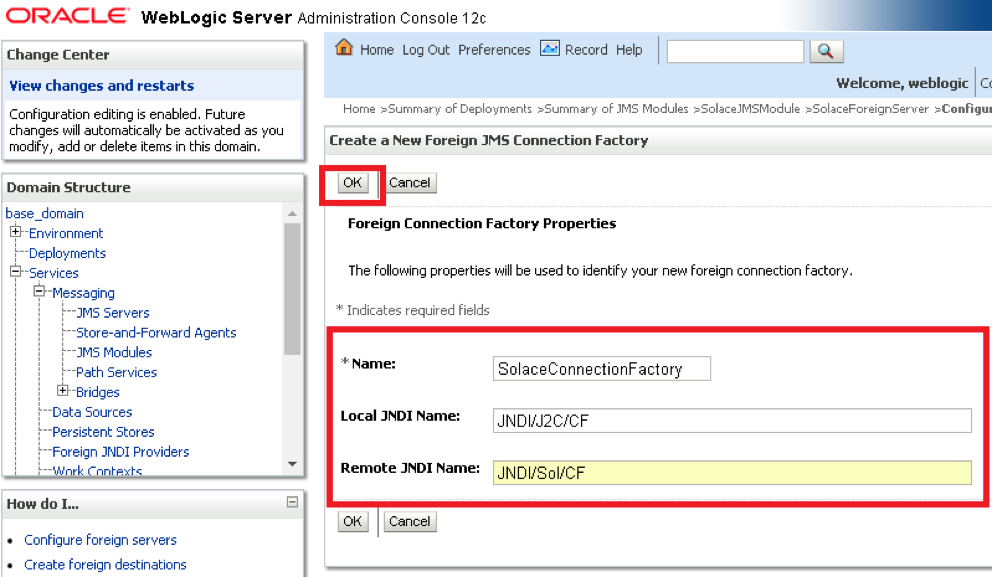 ORACLE WebLogic Server Administration Console 12c
Change Center
View changes and restarts
Configuration editing is enabled. Future
changes will automatically be activated as you
modify, add or delete items in this domain.
Domain Structure
base_domain
Environment
Deployments
Services
Messaging
JMS Servers
Store-and-Forward Agents
JMS Modules
Path Services
Bridges
Data Sources
Persistent Stores
Foreign JNDI Providers
Work Contexts
How do I...
Configure foreign servers
Create foreign destinations
Home Log Out Preferences Record Help
Welcome, weblogic
Home >Summary of Deployments >Summary of JMS Modules >SolaceJMSModule >SolaceForeignServer >Configur
Create a New Foreign JMS Connection Factory
OK Cancel
Foreign Connection Factory Properties
The following properties will be used to identify your new foreign connection factory.
* Indicates required fields
* Name: SolaceConnectionFactory
Local JNDI Name: JNDI/J2C/CF
Remote JNDI Name: JNDI/Sol/CF
OK Cancel